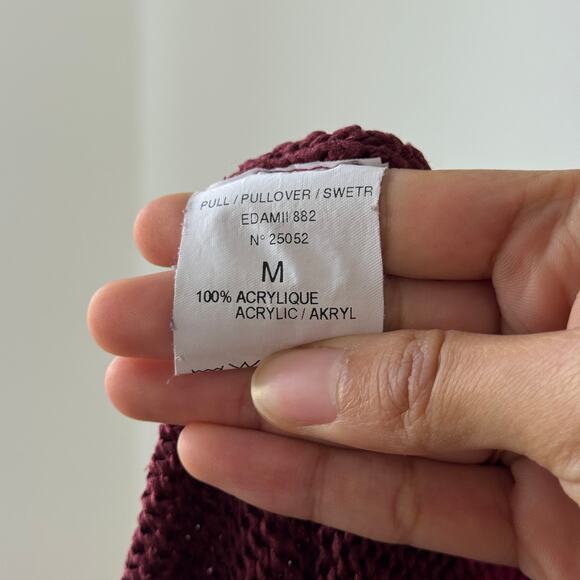 PULL / PULLOVER / SWETR
EDAMII 882
N° 25052
M
100% ACRYLIQUE
ACRYLIC / AKRYL